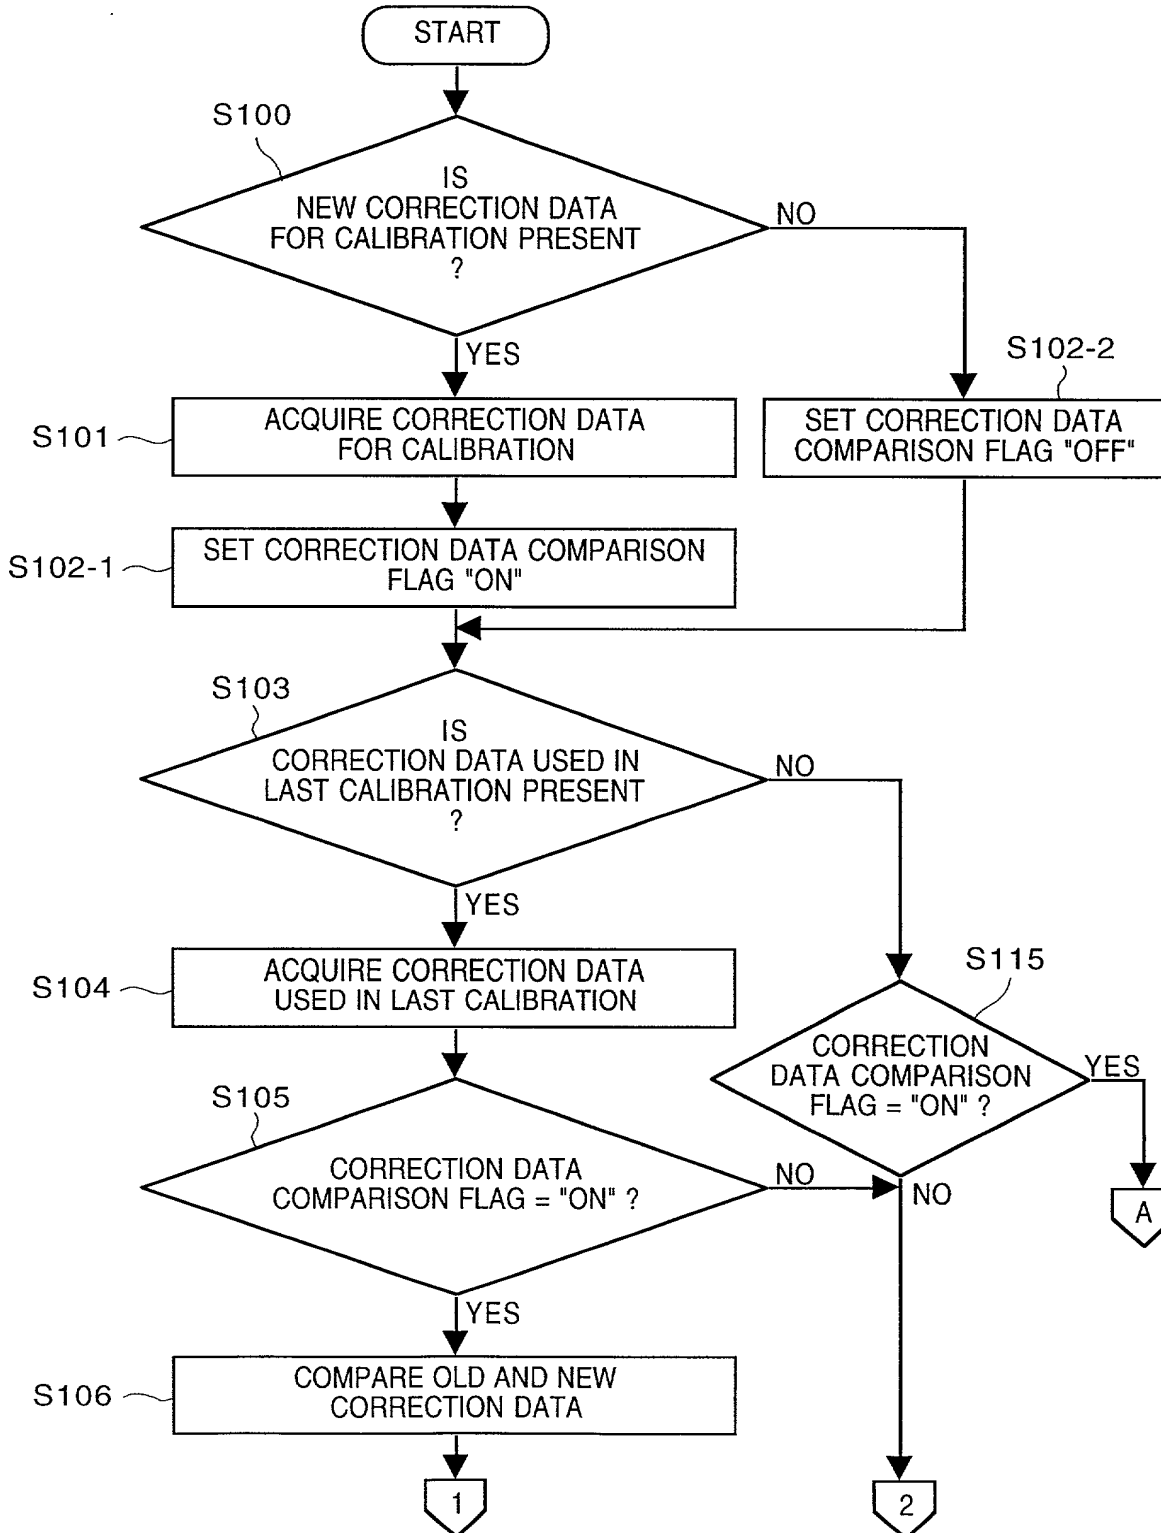 START
S100
IS
NEW CORRECTION DATA
FOR CALIBRATION PRESENT
?
NO
YES
S102-2
S101
ACQUIRE CORRECTION DATA
FOR CALIBRATION
SET CORRECTION DATA
COMPARISON FLAG "OFF"
S102-1
SET CORRECTION DATA COMPARISON
FLAG "ON"
S103
IS
CORRECTION DATA USED IN
LAST CALIBRATION PRESENT
?
NO
YES
S104
ACQUIRE CORRECTION DATA
USED IN LAST CALIBRATION
S115
CORRECTION
DATA COMPARISON
FLAG = "ON" ?
YES
NO
A
S105
CORRECTION DATA
COMPARISON FLAG = "ON" ?
NO
YES
S106
COMPARE OLD AND NEW
CORRECTION DATA
1
2